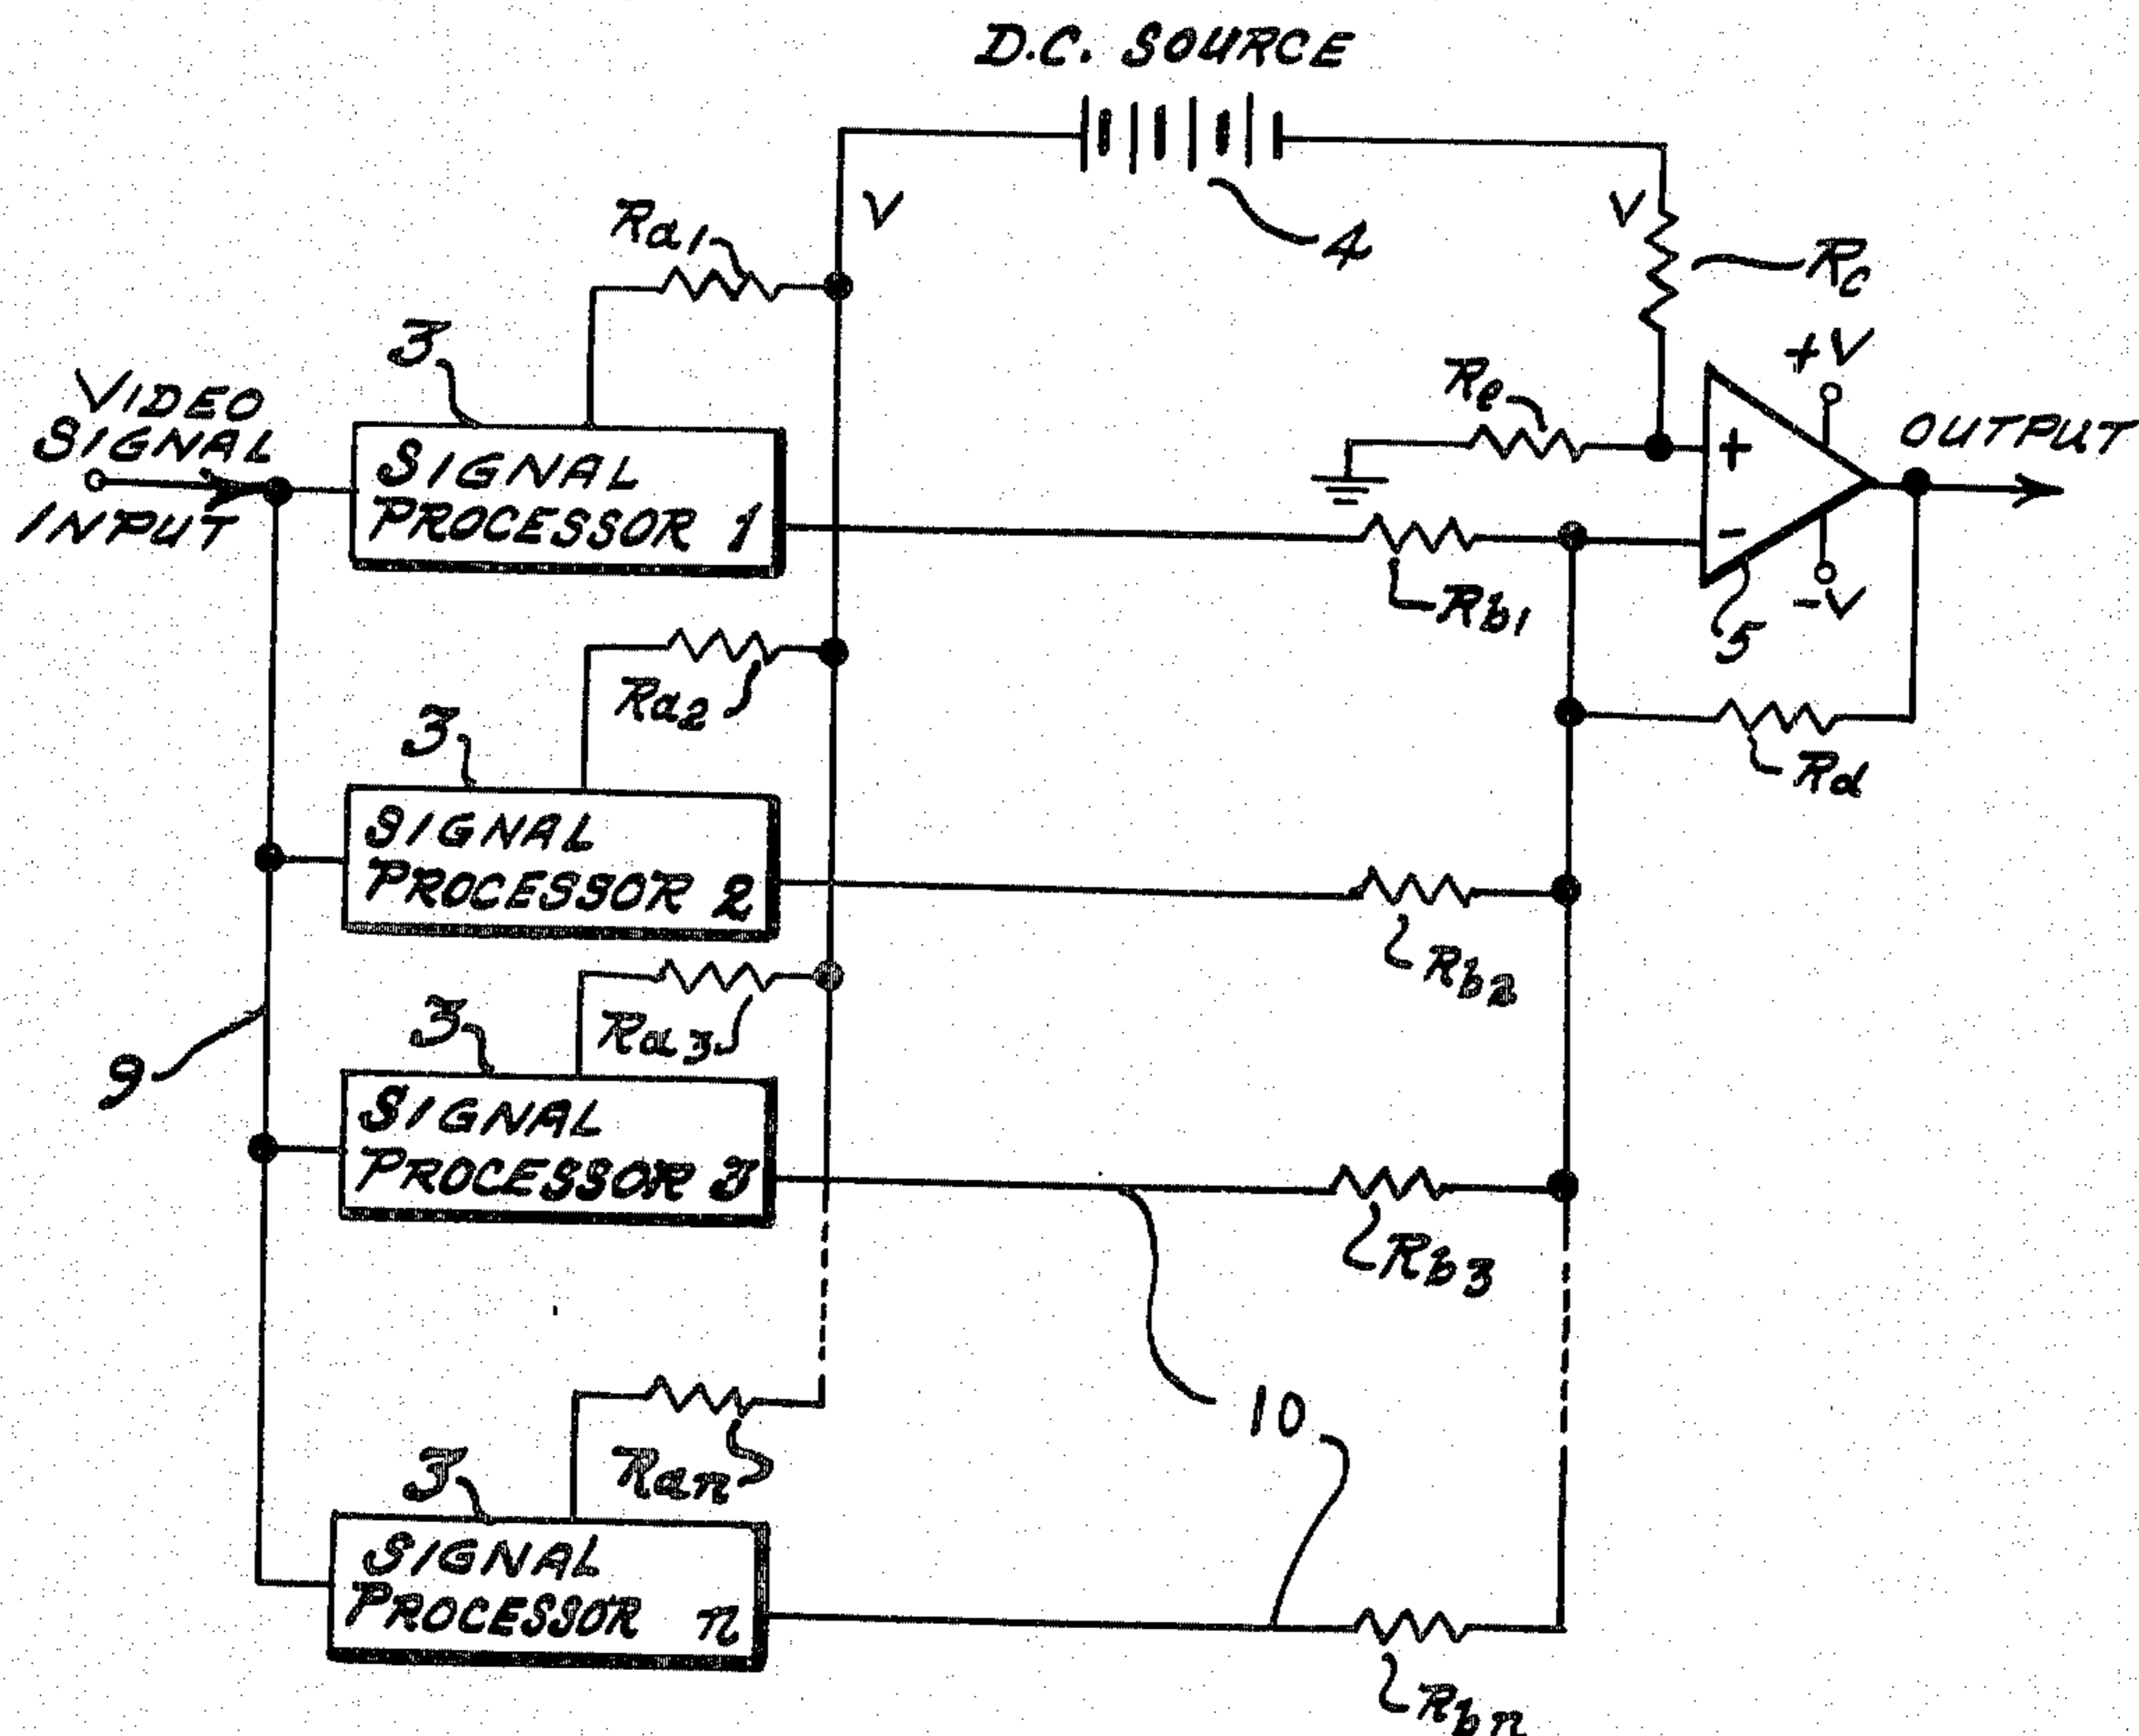 D.C. SOURCE
V
V
4
Ra1
Rc
3
+V
VIDEO
SIGNAL
INPUT
Re
OUTPUT
+
SIGNAL
PROCESSOR 1
-
Rb1
5
-V
Ra2
3
Rd
SIGNAL
PROCESSOR 2
Rb2
3
Ra3
9
SIGNAL
PROCESSOR 3
Rb3
10
3
Ran
SIGNAL
PROCESSOR n
Rbn